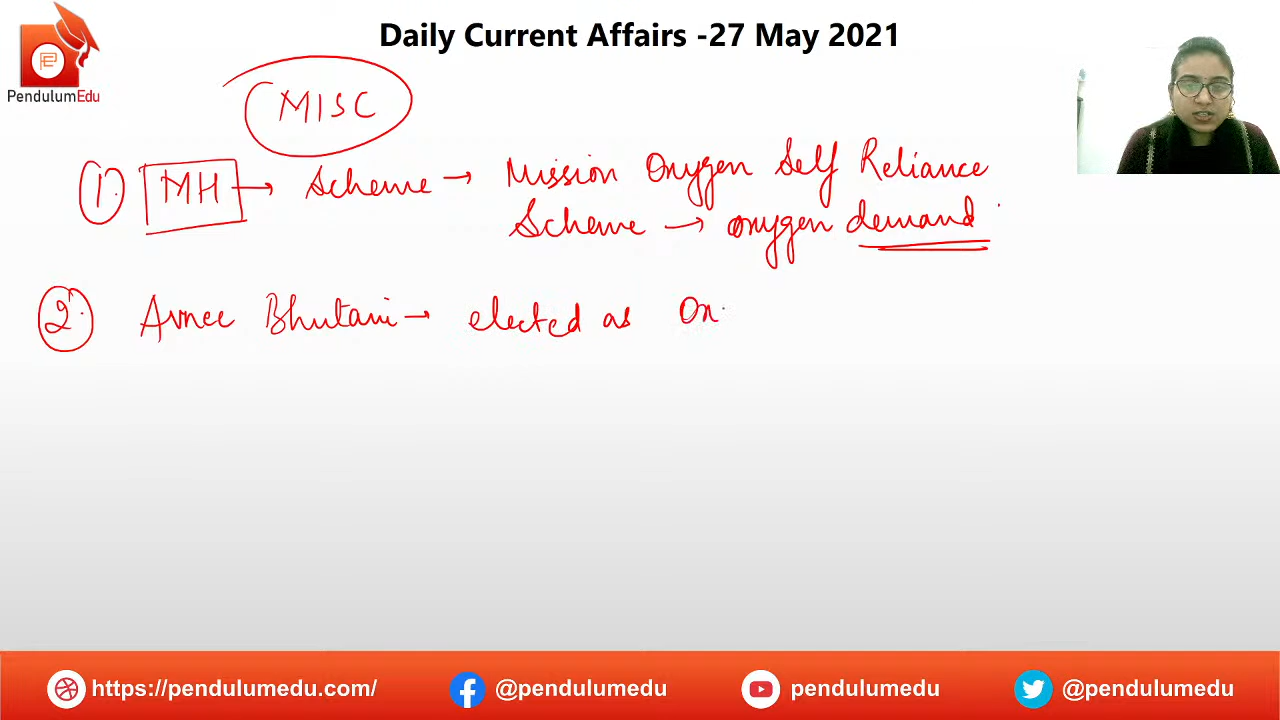 Daily Current Affairs -27 May 2021
PendulumEdu
MISC
1. MH → Scheme → Mission Oxygen Self Reliance
Scheme → oxygen demand
2. Avnee Bhutani → elected as Ox
https://pendulumedu.com/ @pendulumedu pendulumedu @pendulumedu